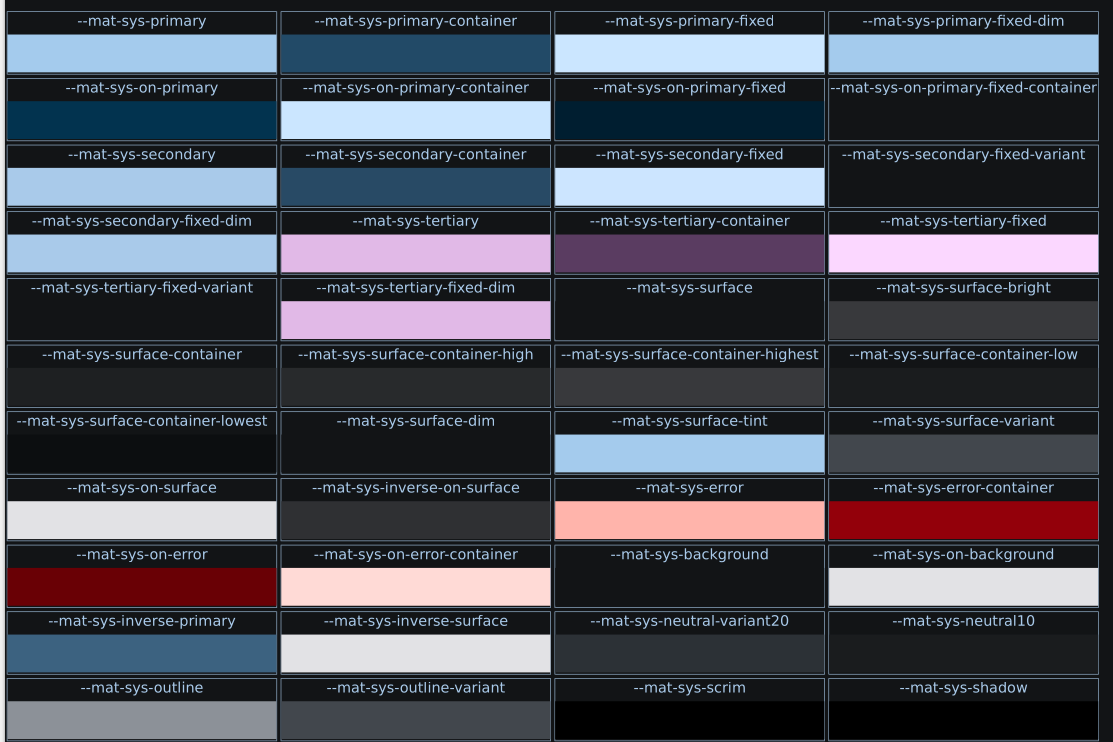 --mat-sys-primary
--mat-sys-primary-container
--mat-sys-primary-fixed
--mat-sys-primary-fixed-dim
--mat-sys-on-primary
--mat-sys-on-primary-container
--mat-sys-on-primary-fixed
--mat-sys-on-primary-fixed-container
--mat-sys-secondary
--mat-sys-secondary-container
--mat-sys-secondary-fixed
--mat-sys-secondary-fixed-variant
--mat-sys-secondary-fixed-dim
--mat-sys-tertiary
--mat-sys-tertiary-container
--mat-sys-tertiary-fixed
--mat-sys-tertiary-fixed-variant
--mat-sys-tertiary-fixed-dim
--mat-sys-surface
--mat-sys-surface-bright
--mat-sys-surface-container
--mat-sys-surface-container-high
--mat-sys-surface-container-highest
--mat-sys-surface-container-low
--mat-sys-surface-container-lowest
--mat-sys-surface-dim
--mat-sys-surface-tint
--mat-sys-surface-variant
--mat-sys-on-surface
--mat-sys-inverse-on-surface
--mat-sys-error
--mat-sys-error-container
--mat-sys-on-error
--mat-sys-on-error-container
--mat-sys-background
--mat-sys-on-background
--mat-sys-inverse-primary
--mat-sys-inverse-surface
--mat-sys-neutral-variant20
--mat-sys-neutral10
--mat-sys-outline
--mat-sys-outline-variant
--mat-sys-scrim
--mat-sys-shadow